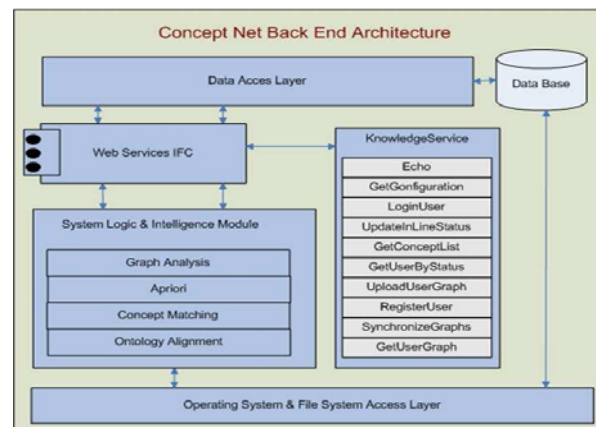 Concept Net Back End Architecture
Data Acces Layer
Data Base
Web Services IFC
KnowledgeService
Echo
GetGonfiguration
LoginUser
UpdateInLineStatus
GetConceptList
GetUserByStatus
UploadUserGraph
RegisterUser
SynchronizeGraphs
GetUserGraph
System Logic & Intelligence Module
Graph Analysis
Apriori
Concept Matching
Ontology Alignment
Operating System & File System Access Layer